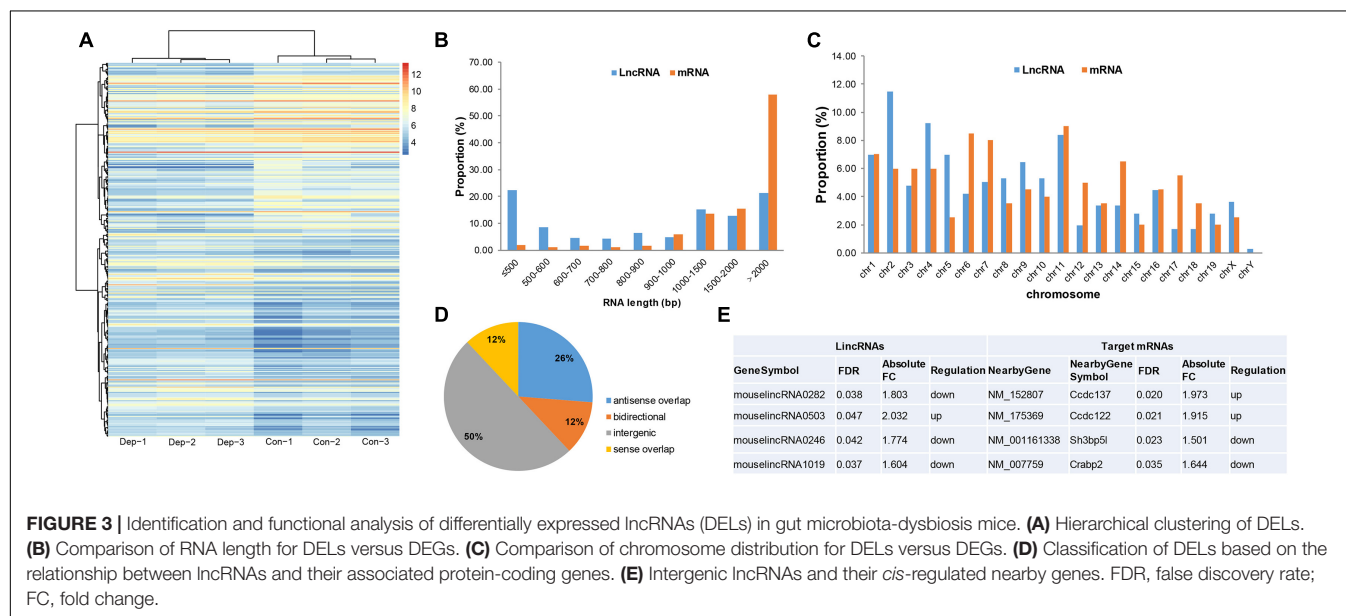 A
12
10
8
6
4
Dep-1 Dep-2 Dep-3 Con-1 Con-2 Con-3
B
LncRNA mRNA
Proportion (%)
70.00
60.00
50.00
40.00
30.00
20.00
10.00
0.00
≤500 500-600 600-700 700-800 800-900 900-1000 1000-1500 1500-2000 > 2000
RNA length (bp)
C
LncRNA mRNA
Proportion (%)
14.00
12.00
10.00
8.00
6.00
4.00
2.00
0.00
chr1 chr2 chr3 chr4 chr5 chr6 chr7 chr8 chr9 chr10 chr11 chr12 chr13 chr14 chr15 chr16 chr17 chr18 chr19 chrX chrY
chromosome
D
12%
26%
12%
50%
antisense overlap
bidirectional
intergenic
sense overlap
E
LincRNAs Target mRNAs
GeneSymbol FDR Absolute FC Regulation NearbyGene NearbyGene Symbol FDR Absolute FC Regulation
mouselincRNA0282 0.038 1.803 down NM_152807 Ccdc137 0.020 1.973 up
mouselincRNA0503 0.047 2.032 up NM_175369 Ccdc122 0.021 1.915 up
mouselincRNA0246 0.042 1.774 down NM_001161338 Sh3bp5l 0.023 1.501 down
mouselincRNA1019 0.037 1.604 down NM_007759 Crabp2 0.035 1.644 down
FIGURE 3 | Identification and functional analysis of differentially expressed lncRNAs (DELs) in gut microbiota-dysbiosis mice. (A) Hierarchical clustering of DELs.
(B) Comparison of RNA length for DELs versus DEGs. (C) Comparison of chromosome distribution for DELs versus DEGs. (D) Classification of DELs based on the
relationship between lncRNAs and their associated protein-coding genes. (E) Intergenic lncRNAs and their cis-regulated nearby genes. FDR, false discovery rate;
FC, fold change.